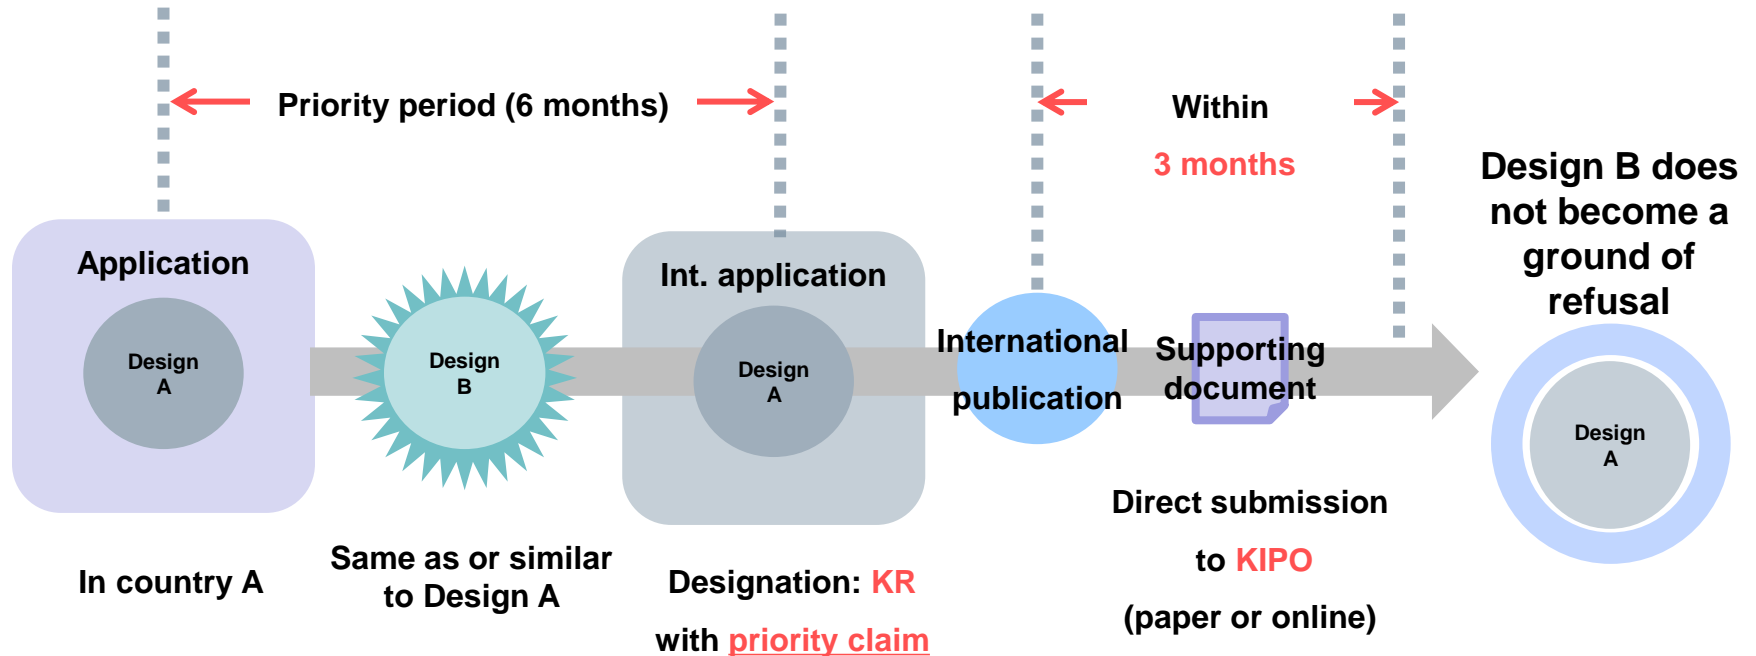 Priority period (6 months)
Within
3 months
Design B does
not become a
ground of
refusal
Application
Design
A
Design
B
Int. application
Design
A
International
publication
Supporting
document
Design
A
In country A
Same as or similar
to Design A
Designation: KR
with priority claim
Direct submission
to KIPO
(paper or online)